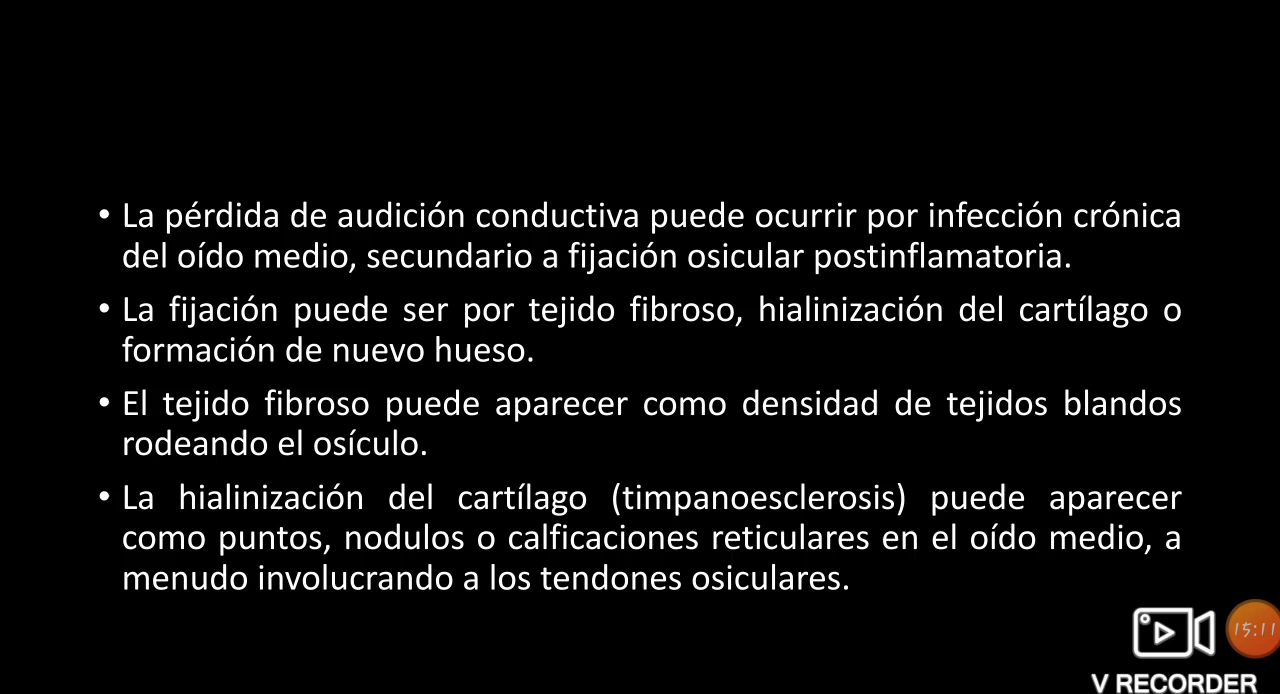 • La pérdida de audición conductiva puede ocurrir por infección crónica
del oído medio, secundario a fijación osicular postinflamatoria.
• La fijación puede ser por tejido fibroso, hialinización del cartílago o
formación de nuevo hueso.
• El tejido fibroso puede aparecer como densidad de tejidos blandos
rodeando el osículo.
• La hialinización del cartílago (timpanoesclerosis) puede aparecer
como puntos, nodulos o calficaciones reticulares en el oído medio, a
menudo involucrando a los tendones osiculares.
15:11
V RECORDER